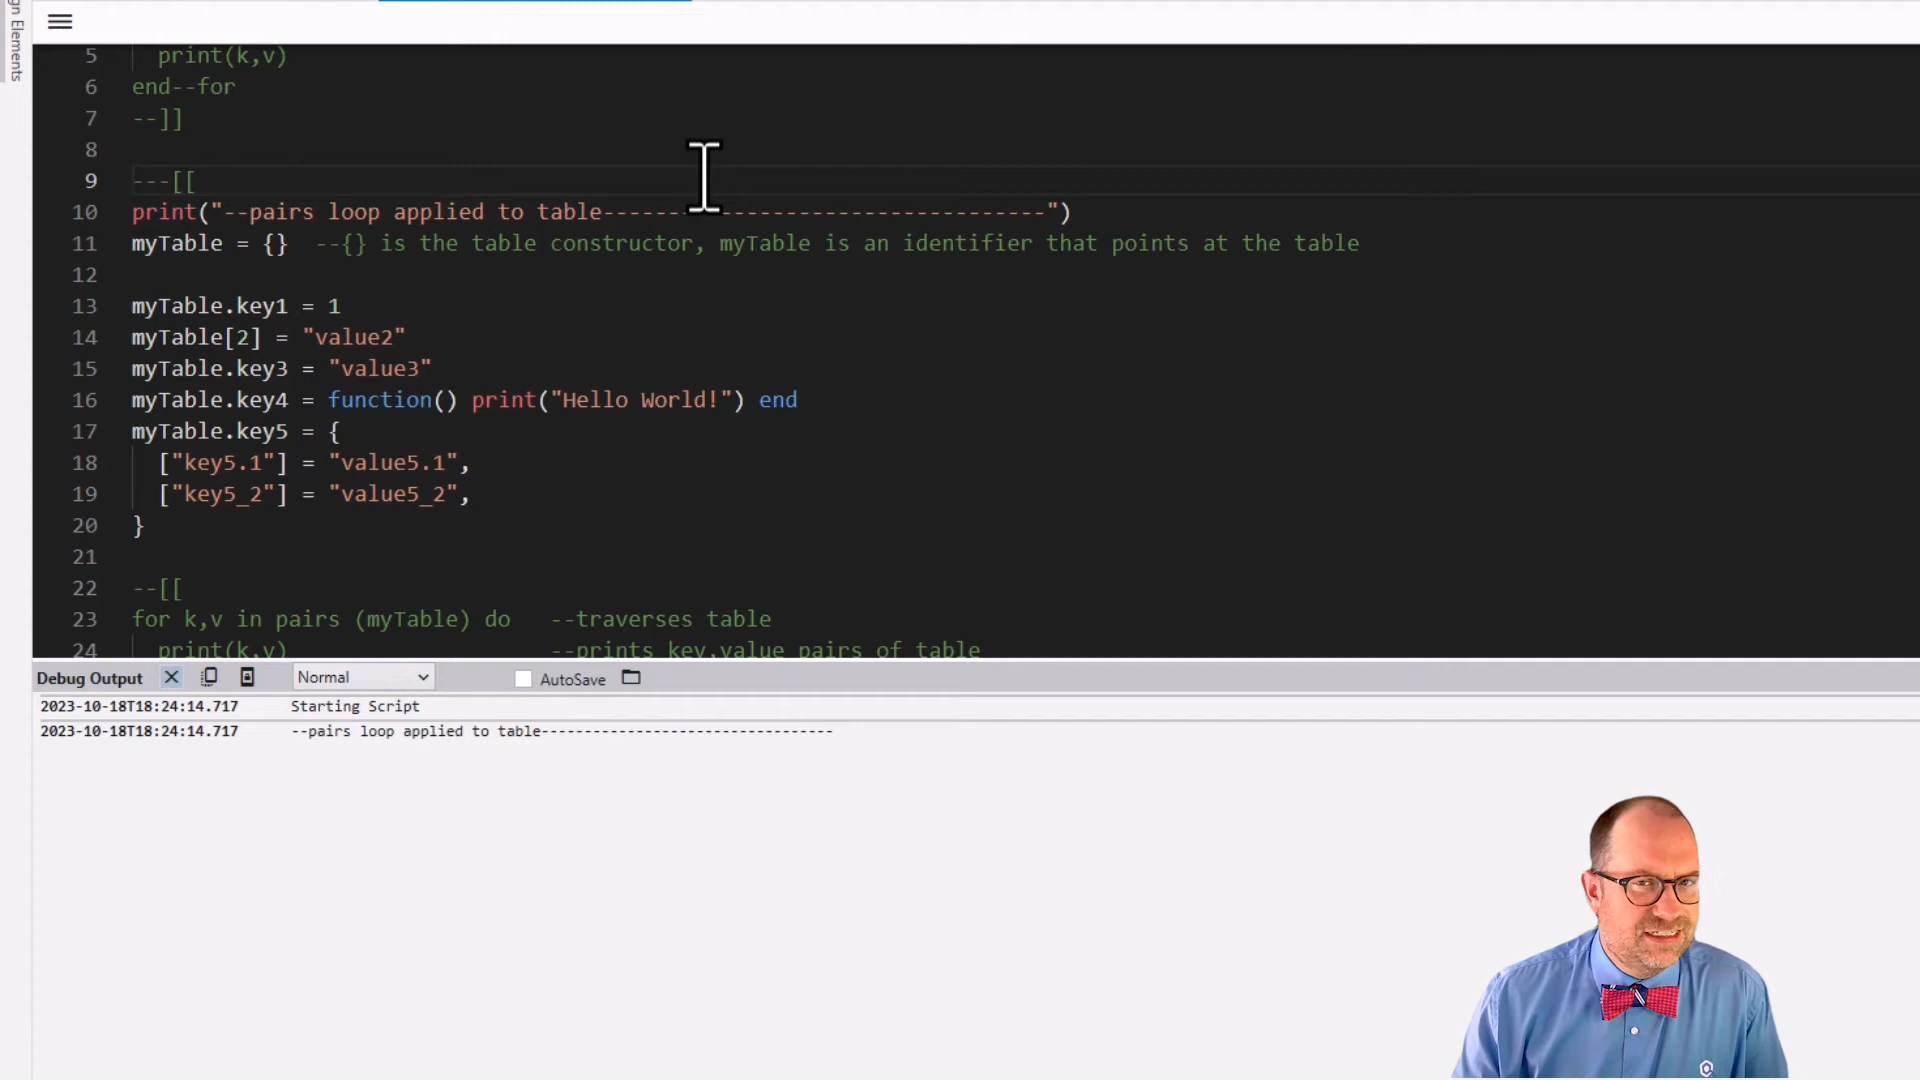 gn Elements
5 print(k,v)
6 end--for
7 --]]
8
9 ---[[
10 print("--pairs loop applied to table----------------------------------")
11 myTable = {} --{} is the table constructor, myTable is an identifier that points at the table
12
13 myTable.key1 = 1
14 myTable[2] = "value2"
15 myTable.key3 = "value3"
16 myTable.key4 = function() print("Hello World!") end
17 myTable.key5 = {
18 ["key5.1"] = "value5.1",
19 ["key5_2"] = "value5_2",
20 }
21
22 --[[
23 for k,v in pairs (myTable) do --traverses table
24 print(k,v) --prints key,value pairs of table
Debug Output Normal AutoSave
2023-10-18T18:24:14.717 Starting Script
2023-10-18T18:24:14.717 --pairs loop applied to table----------------------------------